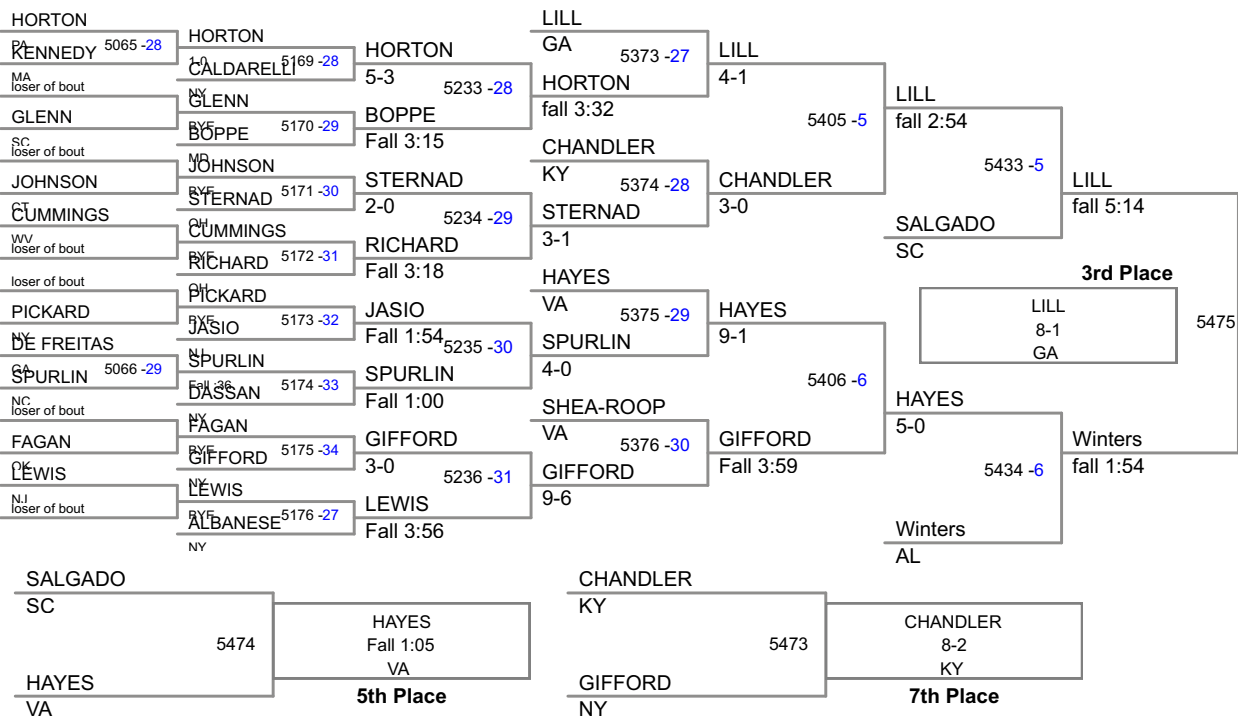 HORTON
PA
5065 -28
KENNEDY
MA
loser of bout
GLENN
SC
loser of bout
JOHNSON
CT
CUMMINGS
WV
loser of bout
loser of bout
PICKARD
NY
DE FREITAS
GA
5066 -29
SPURLIN
NC
loser of bout
FAGAN
OK
LEWIS
NJ
loser of bout
HORTON
1-0
5169 -28
CALDARELLI
NY
GLENN
BYE
5170 -29
BOPPE
MD
JOHNSON
BYE
5171 -30
STERNAD
OH
CUMMINGS
BYE
5172 -31
RICHARD
OH
PICKARD
BYE
5173 -32
JASIO
NJ
SPURLIN
Fall :36
5174 -33
DASSAN
NY
FAGAN
BYE
5175 -34
GIFFORD
NY
LEWIS
BYE
5176 -27
ALBANESE
NY
HORTON
5-3
5233 -28
BOPPE
Fall 3:15
STERNAD
2-0
5234 -29
RICHARD
Fall 3:18
JASIO
Fall 1:54
5235 -30
SPURLIN
Fall 1:00
GIFFORD
3-0
5236 -31
LEWIS
Fall 3:56
LILL
GA
5373 -27
HORTON
fall 3:32
CHANDLER
KY
5374 -28
STERNAD
3-1
HAYES
VA
5375 -29
SPURLIN
4-0
SHEA-ROOP
VA
5376 -30
GIFFORD
9-6
LILL
4-1
5405 -5
CHANDLER
3-0
HAYES
9-1
5406 -6
GIFFORD
Fall 3:59
LILL
fall 2:54
5433 -5
SALGADO
SC
HAYES
5-0
5434 -6
Winters
AL
LILL
fall 5:14
5475
Winters
fall 1:54
3rd Place
LILL
8-1
GA
SALGADO
SC
5474
HAYES
VA
HAYES
Fall 1:05
VA
5th Place
CHANDLER
KY
5473
GIFFORD
NY
CHANDLER
8-2
KY
7th Place